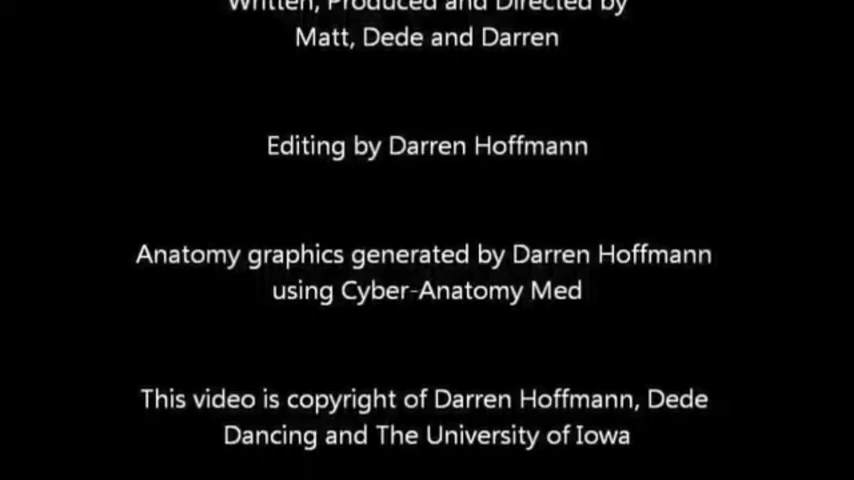 Written, Produced and Directed by
Matt, Dede and Darren
Editing by Darren Hoffmann
Anatomy graphics generated by Darren Hoffmann
using Cyber-Anatomy Med
This video is copyright of Darren Hoffmann, Dede
Dancing and The University of Iowa